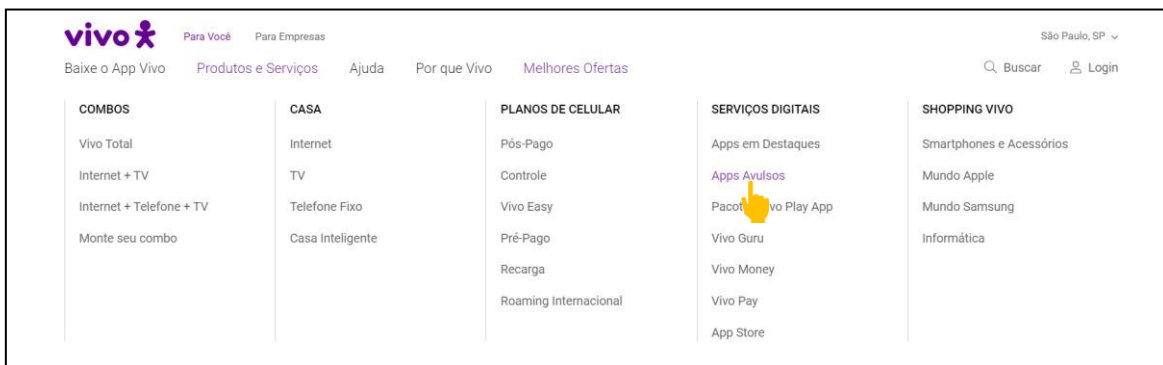 vivo
Para Você
Para Empresas
São Paulo, SP
Baixe o App Vivo
Produtos e Serviços
Ajuda
Por que Vivo
Melhores Ofertas
Buscar
Login
COMBOS
Vivo Total
Internet + TV
Internet + Telefone + TV
Monte seu combo
CASA
Internet
TV
Telefone Fixo
Casa Inteligente
PLANOS DE CELULAR
Pós-Pago
Controle
Vivo Easy
Pré-Pago
Recarga
Roaming Internacional
SERVIÇOS DIGITAIS
Apps em Destaques
Apps Avulsos
Play App
Vivo Guru
Vivo Money
Vivo Pay
App Store
SHOPPING VIVO
Smartphones e Acessórios
Mundo Apple
Mundo Samsung
Informática